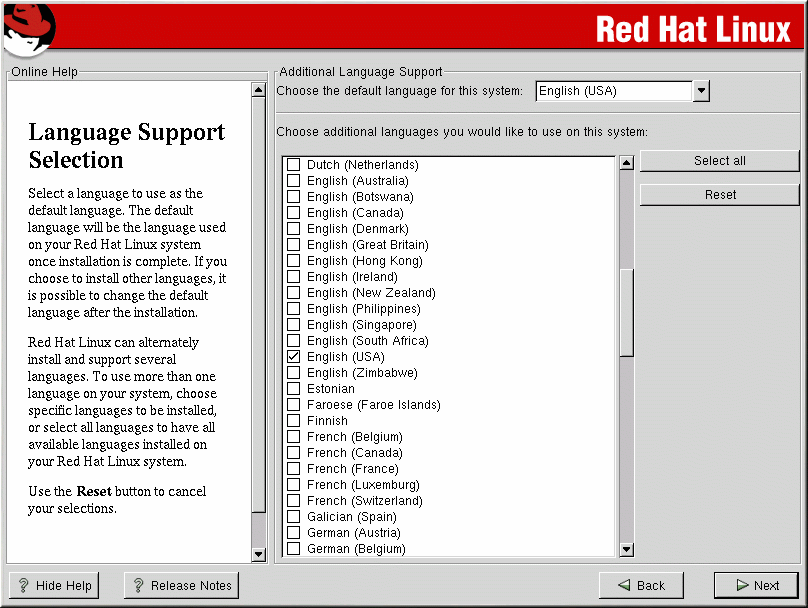 Red Hat Linux
Online Help
Language Support
Selection
Select a language to use as the
default language. The default
language will be the language used
on your Red Hat Linux system
once installation is complete. If you
choose to install other languages, it
is possible to change the default
language after the installation.
Red Hat Linux can alternately
install and support several
languages. To use more than one
language on your system, choose
specific languages to be installed,
or select all languages to have all
available languages installed on
your Red Hat Linux system.
Use the Reset button to cancel
your selections.
Additional Language Support
Choose the default language for this system: English (USA)
Choose additional languages you would like to use on this system:
Dutch (Netherlands)
English (Australia)
English (Botswana)
English (Canada)
English (Denmark)
English (Great Britain)
English (Hong Kong)
English (Ireland)
English (New Zealand)
English (Philippines)
English (Singapore)
English (South Africa)
English (USA)
English (Zimbabwe)
Estonian
Faroese (Faroe Islands)
Finnish
French (Belgium)
French (Canada)
French (France)
French (Luxemburg)
French (Switzerland)
Galician (Spain)
German (Austria)
German (Belgium)
Select all
Reset
? Hide Help
? Release Notes
Back
Next